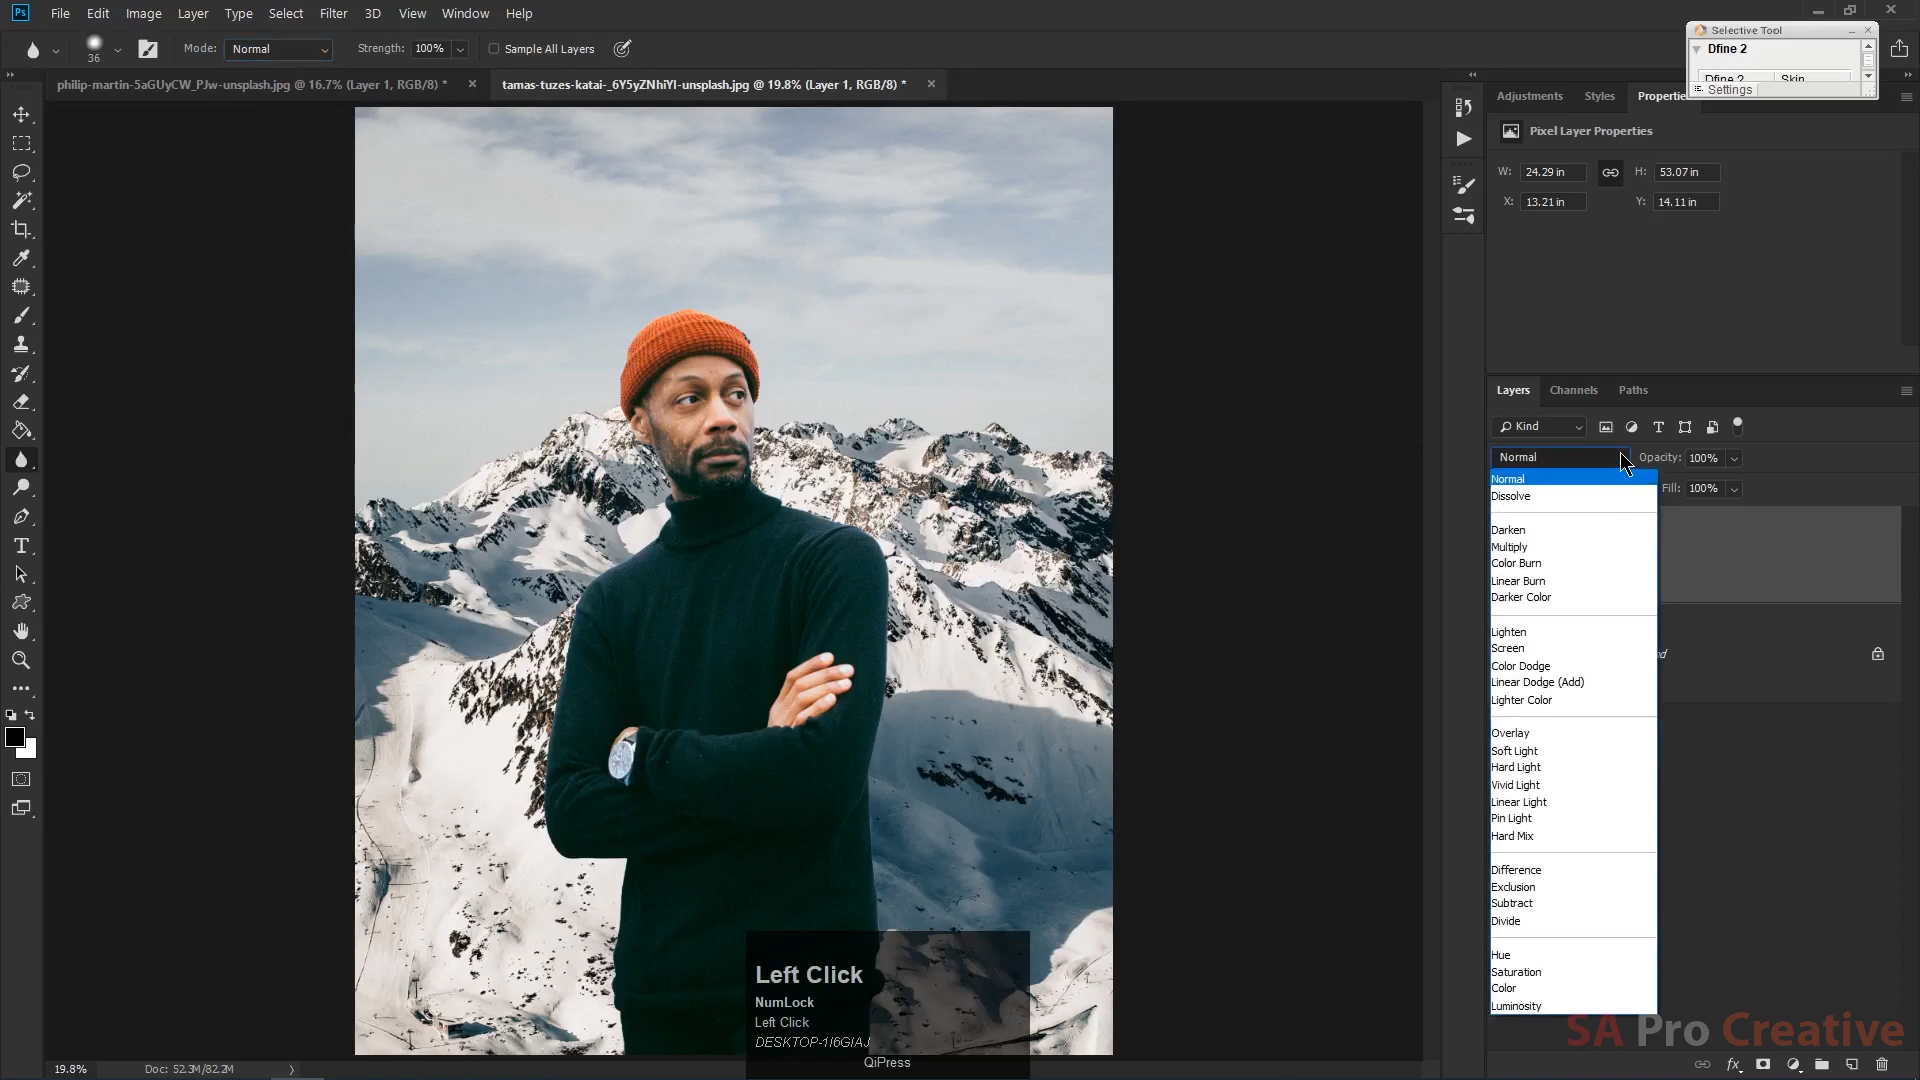 Ps File Edit Image Layer Type Select Filter 3D View Window Help
36 Mode: Normal Strength: 100% Sample All Layers
Selective Tool
Dfine 2
Dfine 2 Skin
Settings
philip-martin-5aGUyCW_PJw-unsplash.jpg @ 16.7% (Layer 1, RGB/8) *
tamas-tuzes-katai-_6Y5yZNhiYI-unsplash.jpg @ 19.8% (Layer 1, RGB/8) *
Adjustments Styles Properties
Pixel Layer Properties
W: 24.29 in H: 53.07 in
X: 13.21 in Y: 14.11 in
Layers Channels Paths
Kind
Normal Opacity: 100%
Fill: 100%
Normal
Dissolve
Darken
Multiply
Color Burn
Linear Burn
Darker Color
Lighten
Screen
Color Dodge
Linear Dodge (Add)
Lighter Color
Overlay
Soft Light
Hard Light
Vivid Light
Linear Light
Pin Light
Hard Mix
Difference
Exclusion
Subtract
Divide
Hue
Saturation
Color
Luminosity
Left Click
NumLock
Left Click
QiPress
SA Pro Creative
fx
19.8% Doc: 52.3M/82.2M